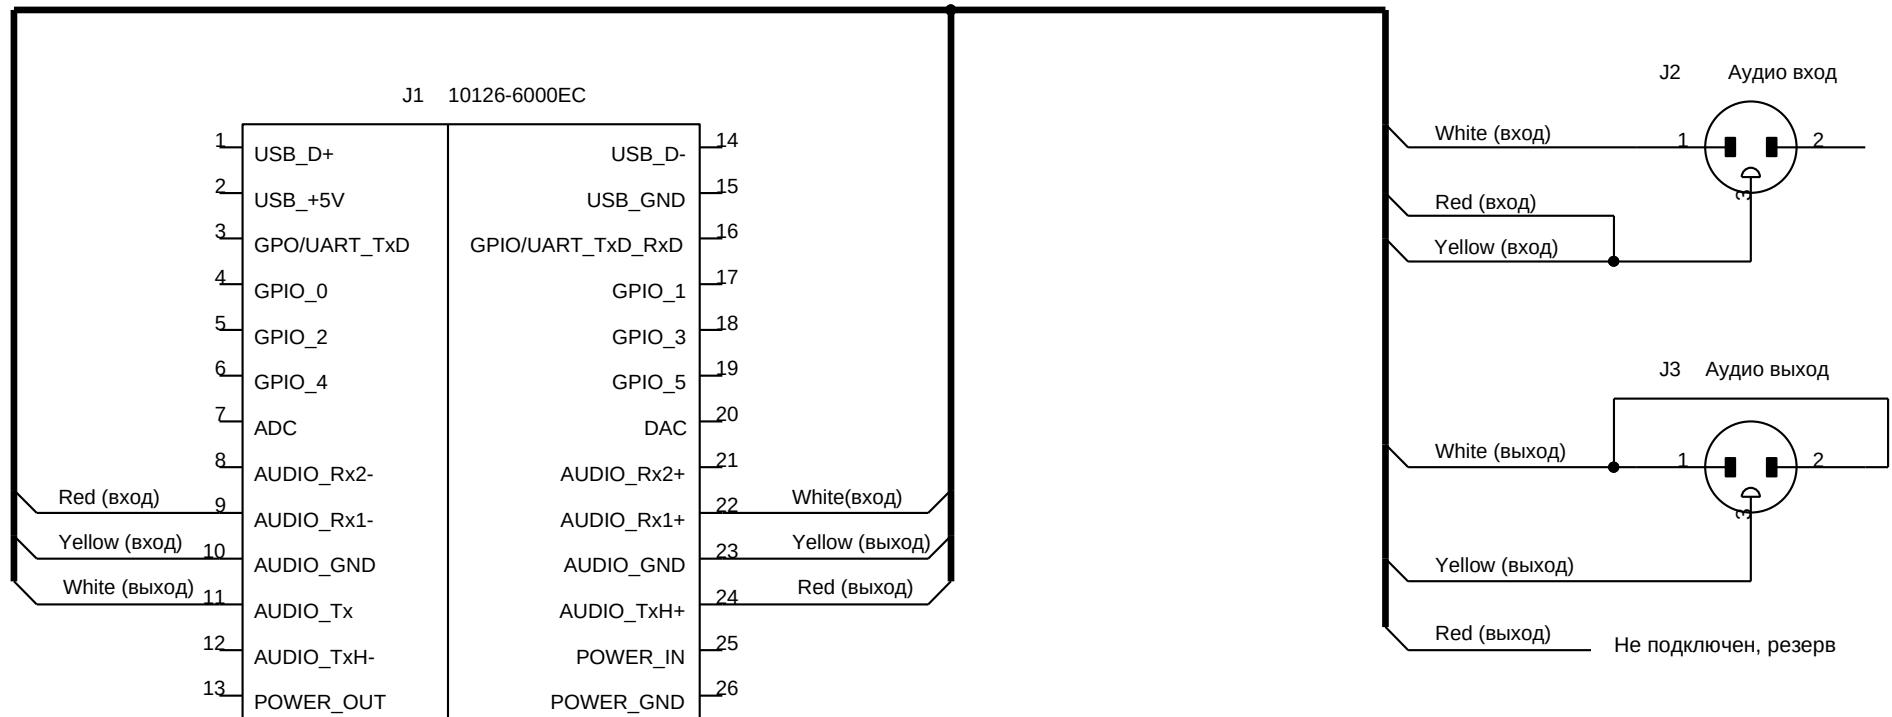 J1 10126-6000EC
1 USB_D+ USB_D- 14
2 USB_+5V USB_GND 15
3 GPO/UART_TxD GPIO/UART_TxD_RxD 16
4 GPIO_0 GPIO_1 17
5 GPIO_2 GPIO_3 18
6 GPIO_4 GPIO_5 19
7 ADC DAC 20
8 AUDIO_Rx2- AUDIO_Rx2+ 21
Red (вход) 9 AUDIO_Rx1- AUDIO_Rx1+ 22 White(вход)
Yellow (вход) 10 AUDIO_GND AUDIO_GND 23 Yellow (выход)
White (выход) 11 AUDIO_Tx AUDIO_TxH+ 24 Red (выход)
12 AUDIO_TxH- POWER_IN 25
13 POWER_OUT POWER_GND 26
J2 Аудио вход
White (вход) 1 2
Red (вход) 3
Yellow (вход)
J3 Аудио выход
White (выход) 1 2
3
Yellow (выход)
Red (выход) Не подключен, резерв